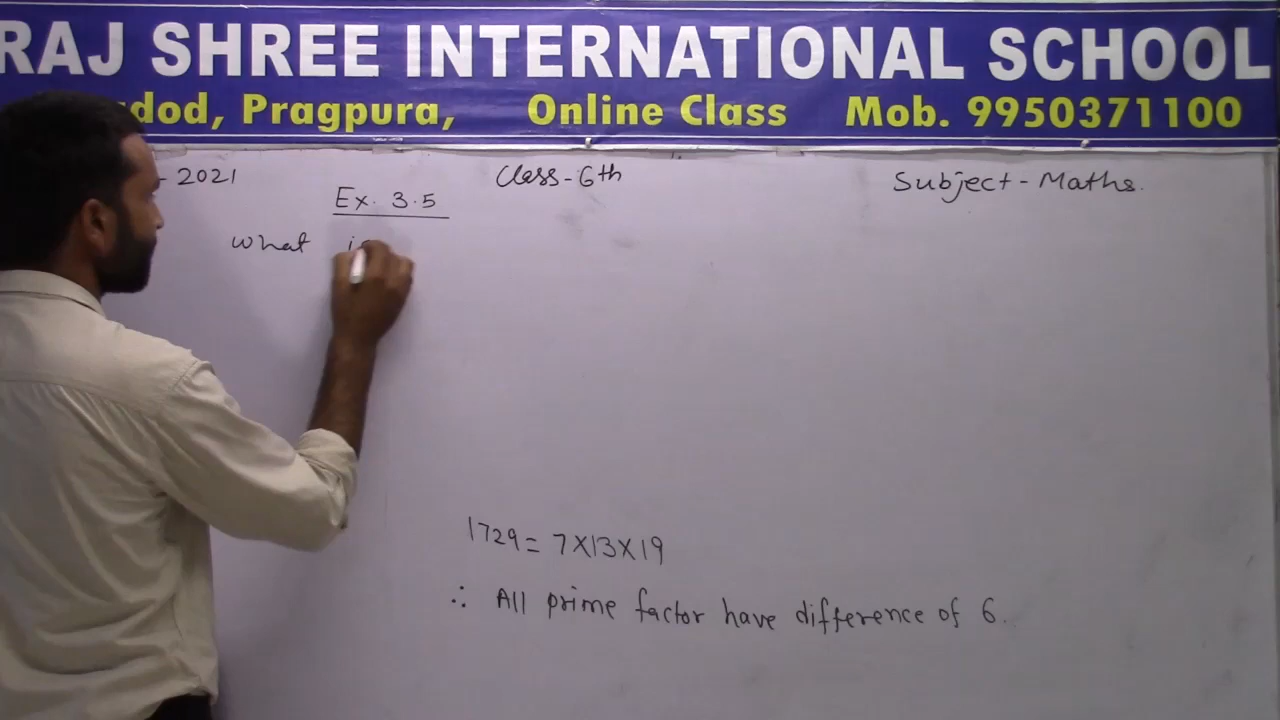 RAJ SHREE INTERNATIONAL SCHOOL
Pragpura, Online Class Mob. 9950371100
- 2021 Class-6th Subject-Maths.
Ex. 3.5
What
1729 = 7×13×19
∴ All prime factor have difference of 6.